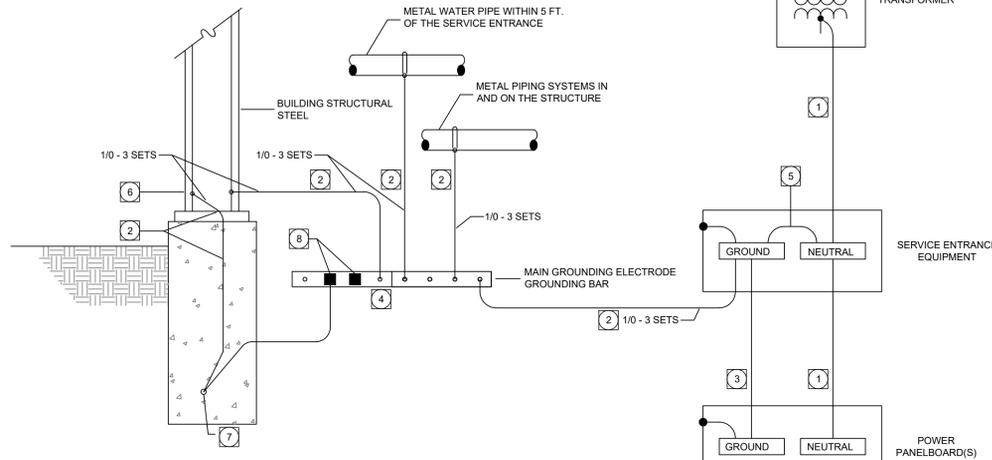 METAL WATER PIPE WITHIN 5 FT.
OF THE SERVICE ENTRANCE
TRANSFORMER
METAL PIPING SYSTEMS IN
AND ON THE STRUCTURE
BUILDING STRUCTURAL
STEEL
1
1/0 - 3 SETS
1/0 - 3 SETS
6
2
2
2
5
2
1/0 - 3 SETS
8
GROUND
NEUTRAL
SERVICE ENTRANCE
EQUIPMENT
MAIN GROUNDING ELECTRODE
GROUNDING BAR
4
2
1/0 - 3 SETS
3
1
7
GROUND
NEUTRAL
POWER
PANELBOARD(S)